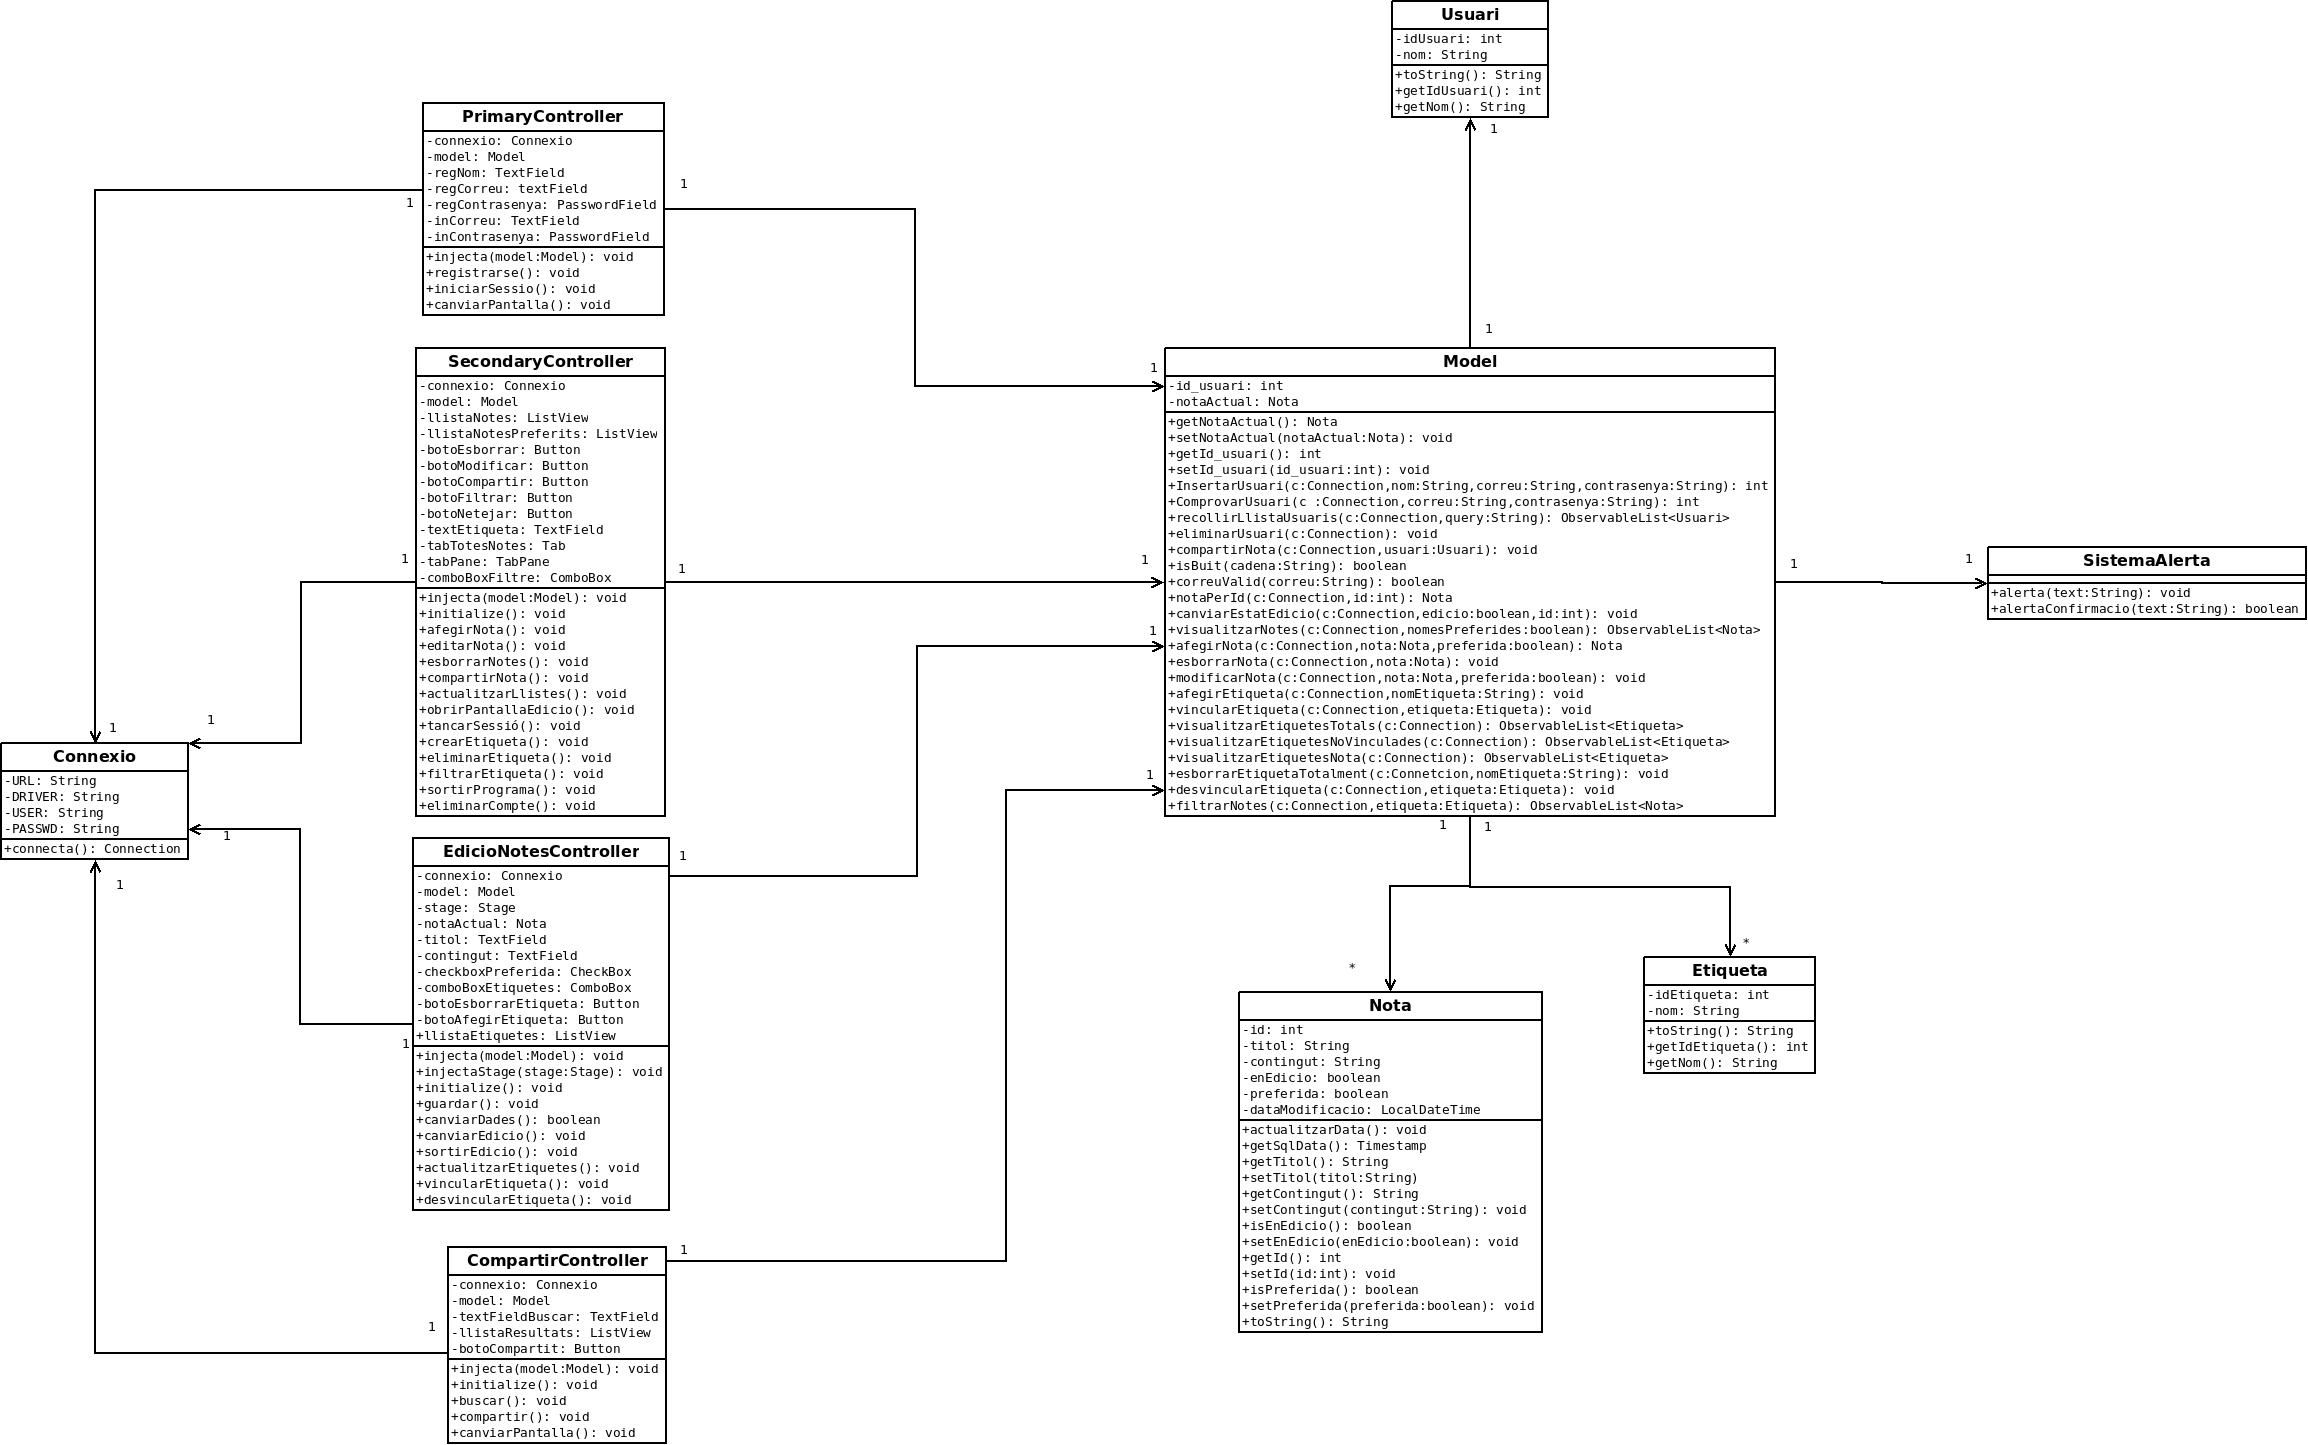 Usuari
-idUsuari: int
-nom: String
+toString(): String
+getIdUsuari(): int
+getNom(): String
1
1
PrimaryController
-connexio: Connexio
-model: Model
-regNom: TextField
-regCorreu: textField
-regContrasenya: PasswordField
-inCorreu: TextField
-inContrasenya: PasswordField
+injecta(model:Model): void
+registrarse(): void
+iniciarSessio(): void
+canviarPantalla(): void
1
1
1
1
SecondaryController
-connexio: Connexio
-model: Model
-llistaNotes: ListView
-llistaNotesPreferits: ListView
-botoEsborrar: Button
-botoModificar: Button
-botoCompartir: Button
-botoFiltrar: Button
-botoNetejar: Button
-textEtiqueta: TextField
-tabTotesNotes: Tab
-tabPane: TabPane
-comboBoxFiltre: ComboBox
+injecta(model:Model): void
+initialize(): void
+afegirNota(): void
+editarNota(): void
+esborrarNotes(): void
+compartirNota(): void
+actualitzarLlistes(): void
+obrirPantallaEdicio(): void
+tancarSessió(): void
+crearEtiqueta(): void
+eliminarEtiqueta(): void
+filtrarEtiqueta(): void
+sortirPrograma(): void
+eliminarCompte(): void
1
1
1
1
Model
-id_usuari: int
-notaActual: Nota
+getNotaActual(): Nota
+setNotaActual(notaActual:Nota): void
+getId_usuari(): int
+setId_usuari(id_usuari:int): void
+InsertarUsuari(c:Connection,nom:String,correu:String,contrasenya:String): int
+ComprovarUsuari(c :Connection,correu:String,contrasenya:String): int
+recollirLlistaUsuaris(c:Connection,query:String): ObservableList<Usuari>
+eliminarUsuari(c:Connection): void
+compartirNota(c:Connection,usuari:Usuari): void
+isBuit(cadena:String): boolean
+correuValid(correu:String): boolean
+notaPerId(c:Connection,id:int): Nota
+canviarEstatEdicio(c:Connection,edicio:boolean,id:int): void
+visualitzarNotes(c:Connection,nomesPreferides:boolean): ObservableList<Nota>
+afegirNota(c:Connection,nota:Nota,preferida:boolean): Nota
+esborrarNota(c:Connection,nota:Nota): void
+modificarNota(c:Connection,nota:Nota,preferida:boolean): void
+afegirEtiqueta(c:Connection,nomEtiqueta:String): void
+vincularEtiqueta(c:Connection,etiqueta:Etiqueta): void
+visualitzarEtiquetesTotals(c:Connection): ObservableList<Etiqueta>
+visualitzarEtiquetesNoVinculades(c:Connection): ObservableList<Etiqueta>
+visualitzarEtiquetesNota(c:Connection): ObservableList<Etiqueta>
+esborrarEtiquetaTotalment(c:Connetcion,nomEtiqueta:String): void
+desvincularEtiqueta(c:Connection,etiqueta:Etiqueta): void
+filtrarNotes(c:Connection,etiqueta:Etiqueta): ObservableList<Nota>
1
1
SistemaAlerta
+alerta(text:String): void
+alertaConfirmacio(text:String): boolean
Connexio
-URL: String
-DRIVER: String
-USER: String
-PASSWD: String
+connecta(): Connection
1
1
EdicioNotesController
-connexio: Connexio
-model: Model
-stage: Stage
-notaActual: Nota
-titol: TextField
-contingut: TextField
-checkboxPreferida: CheckBox
-comboBoxEtiquetes: ComboBox
-botoEsborrarEtiqueta: Button
-botoAfegirEtiqueta: Button
+llistaEtiquetes: ListView
+injecta(model:Model): void
+injectaStage(stage:Stage): void
+initialize(): void
+guardar(): void
+canviarDades(): boolean
+canviarEdicio(): void
+sortirEdicio(): void
+actualitzarEtiquetes(): void
+vincularEtiqueta(): void
+desvincularEtiqueta(): void
1
1
1
1
1
1
*
*
Nota
-id: int
-titol: String
-contingut: String
-enEdicio: boolean
-preferida: boolean
-dataModificacio: LocalDateTime
+actualitzarData(): void
+getSqlData(): Timestamp
+getTitol(): String
+setTitol(titol:String)
+getContingut(): String
+setContingut(contingut:String): void
+isEnEdicio(): boolean
+setEnEdicio(enEdicio:boolean): void
+getId(): int
+setId(id:int): void
+isPreferida(): boolean
+setPreferida(preferida:boolean): void
+toString(): String
Etiqueta
-idEtiqueta: int
-nom: String
+toString(): String
+getIdEtiqueta(): int
+getNom(): String
CompartirController
-connexio: Connexio
-model: Model
-textFieldBuscar: TextField
-llistaResultats: ListView
-botoCompartit: Button
+injecta(model:Model): void
+initialize(): void
+buscar(): void
+compartir(): void
+canviarPantalla(): void
1
1